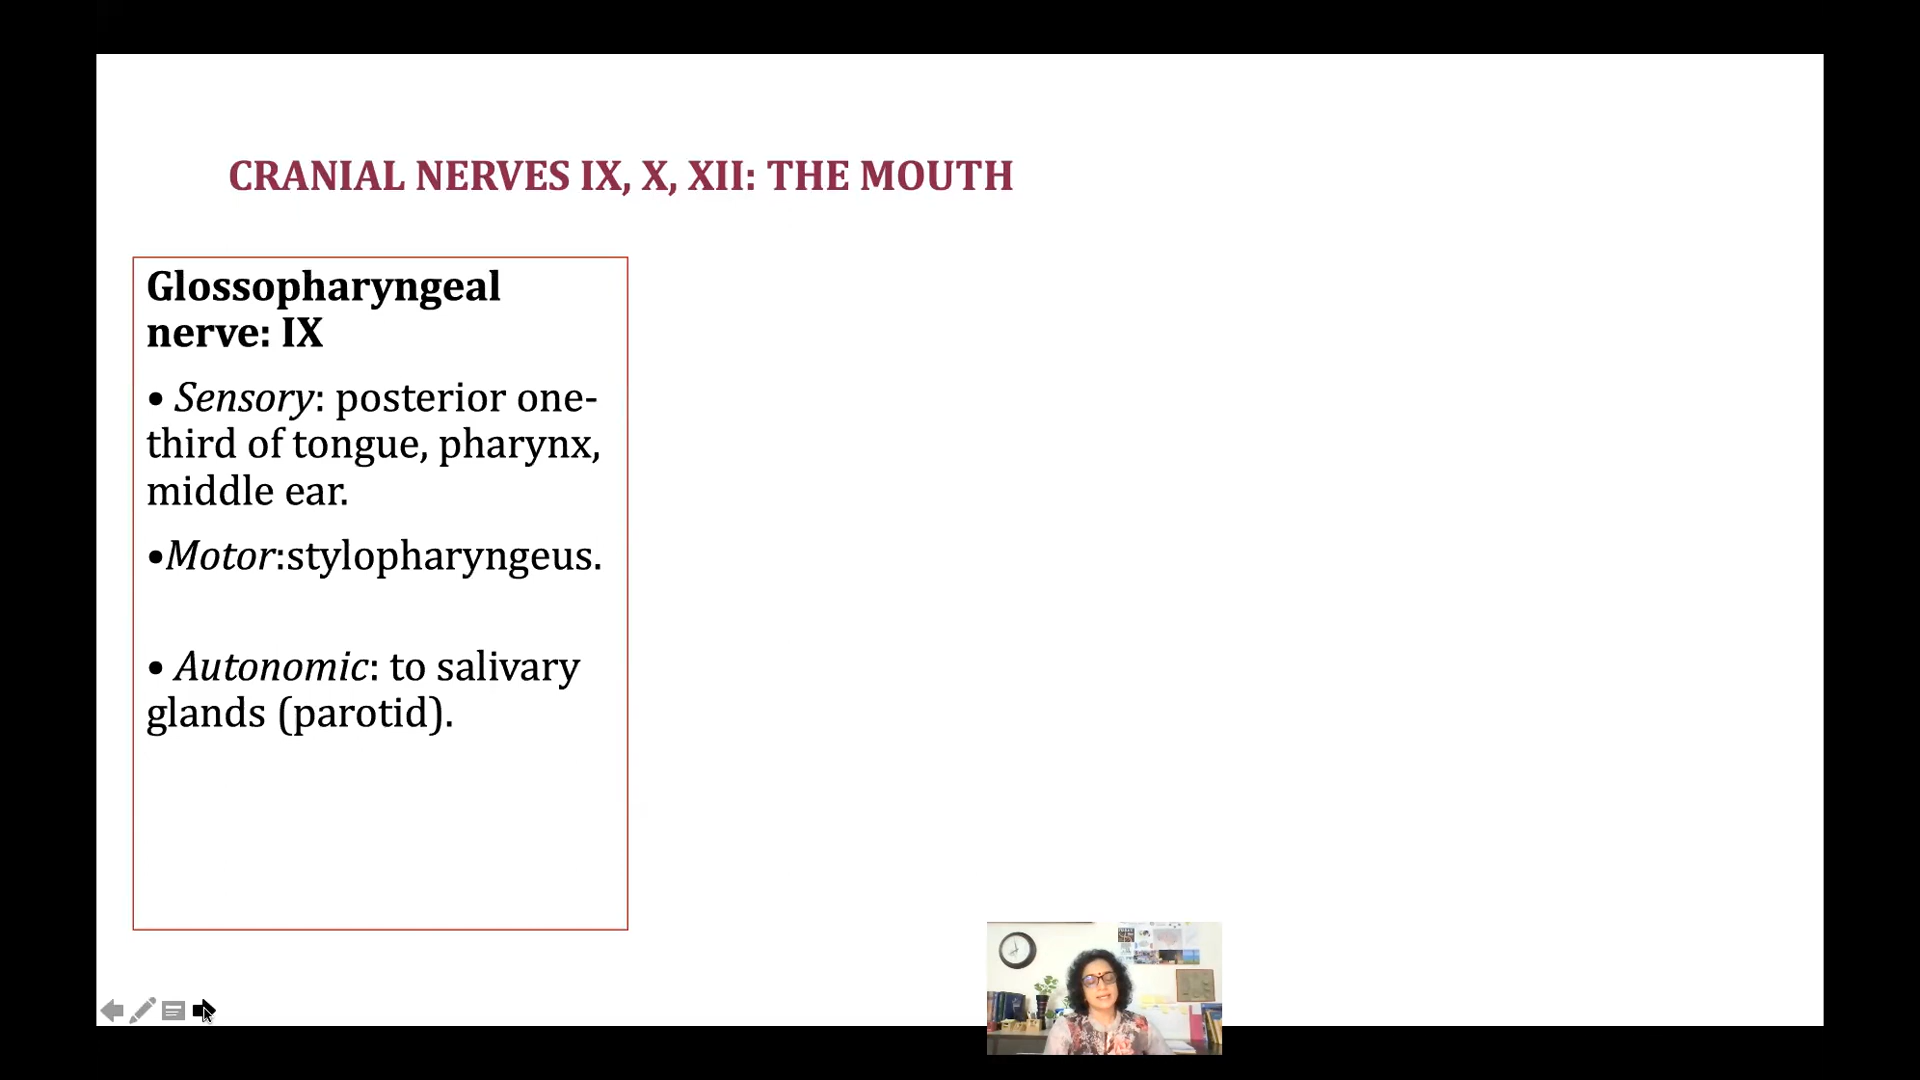 CRANIAL NERVES IX, X, XII: THE MOUTH
Glossopharyngeal
nerve: IX
• Sensory: posterior one-
third of tongue, pharynx,
middle ear.
•Motor:stylopharyngeus.
• Autonomic: to salivary
glands (parotid).